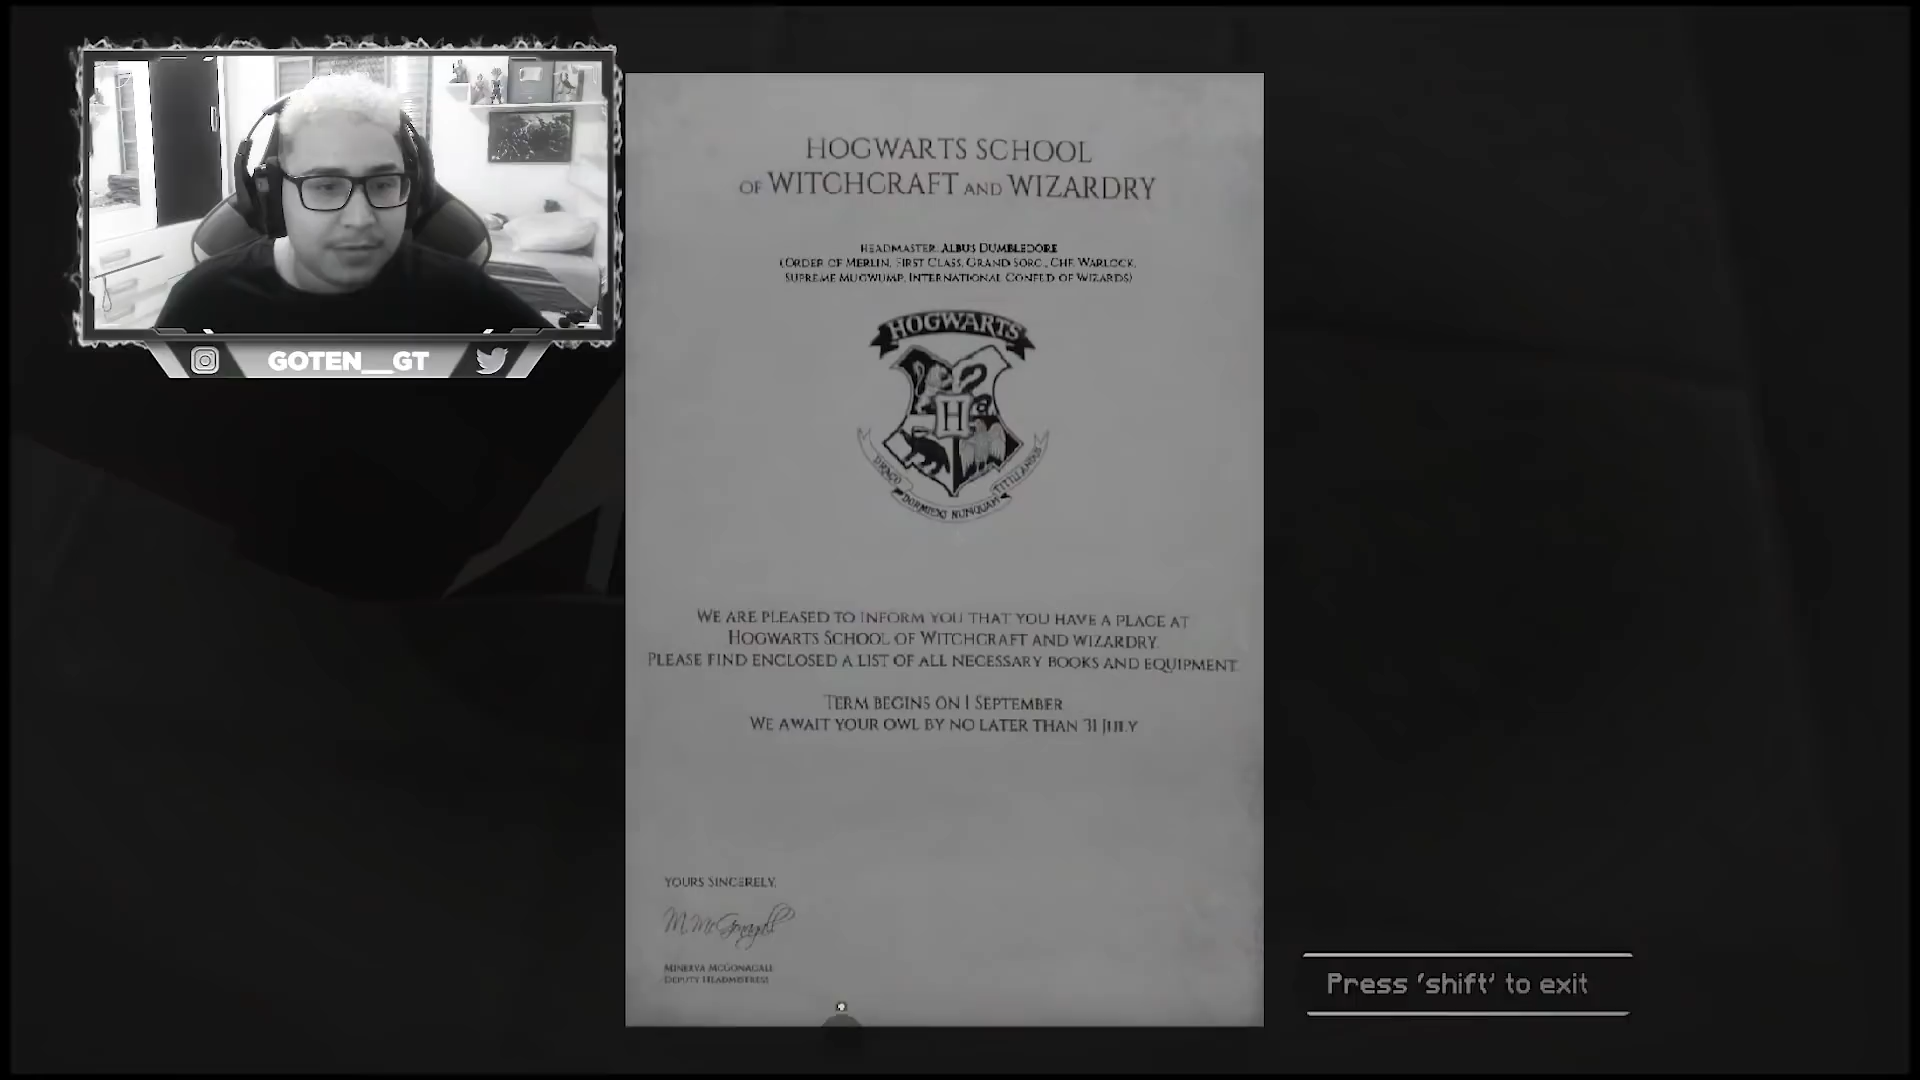 GOTEN__GT
HOGWARTS SCHOOL
OF WITCHCRAFT AND WIZARDRY
HEADMASTER: ALBUS DUMBLEDORE
(ORDER OF MERLIN, FIRST CLASS, GRAND SORC., CHF. WARLOCK,
SUPREME MUGWUMP, INTERNATIONAL CONFED OF WIZARDS)
HOGWARTS
H
DRACO
DORMIENS NUNQUAM
TITILLANDUS
WE ARE PLEASED TO INFORM YOU THAT YOU HAVE A PLACE AT
HOGWARTS SCHOOL OF WITCHCRAFT AND WIZARDRY.
PLEASE FIND ENCLOSED A LIST OF ALL NECESSARY BOOKS AND EQUIPMENT.
TERM BEGINS ON 1 SEPTEMBER
WE AWAIT YOUR OWL BY NO LATER THAN 31 JULY
YOURS SINCERELY,
M. McGonagall
MINERVA MCGONAGALL
DEPUTY HEADMISTRESS
Press 'shift' to exit